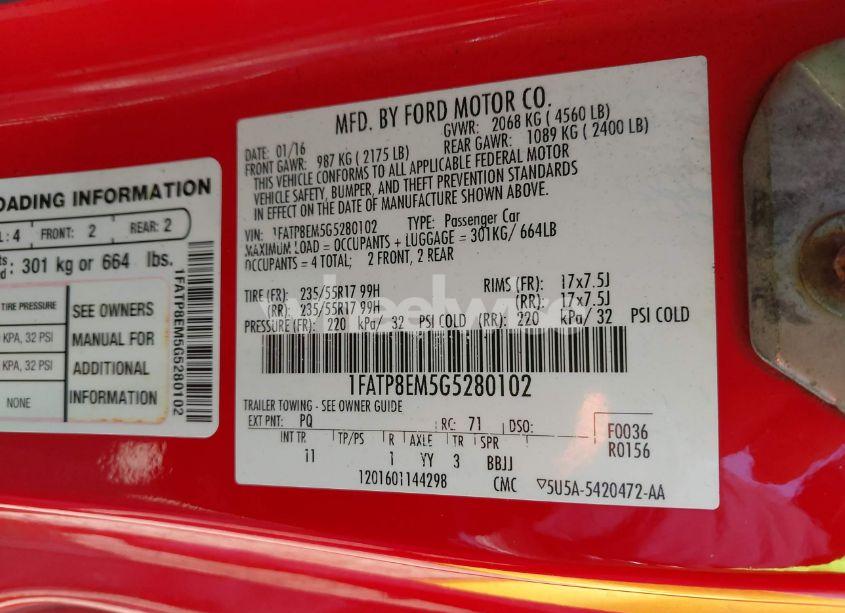 OADING INFORMATION
L: 4 FRONT: 2 REAR: 2
301 kg or 664 lbs.
TIRE PRESSURE SEE OWNERS
KPA, 32 PSI MANUAL FOR
KPA, 32 PSI ADDITIONAL
NONE INFORMATION
1FATP8EM5G5280102
MFD. BY FORD MOTOR CO.
DATE: 01/16 GVWR: 2068 KG ( 4560 LB)
FRONT GAWR: 987 KG ( 2175 LB) REAR GAWR: 1089 KG ( 2400 LB)
THIS VEHICLE CONFORMS TO ALL APPLICABLE FEDERAL MOTOR
VEHICLE SAFETY, BUMPER, AND THEFT PREVENTION STANDARDS
IN EFFECT ON THE DATE OF MANUFACTURE SHOWN ABOVE.
VIN: 1FATP8EM5G5280102 TYPE: Passenger Car
MAXIMUM LOAD = OCCUPANTS + LUGGAGE = 301KG/ 664LB
OCCUPANTS = 4 TOTAL; 2 FRONT, 2 REAR
TIRE (FR): 235/55R17 99H RIMS (FR): 17x7.5J
(RR): 235/55R17 99H (RR): 17x7.5J
PRESSURE (FR): 220 kPa/ 32 PSI COLD (RR): 220 kPa/ 32 PSI COLD
1FATP8EM5G5280102
TRAILER TOWING - SEE OWNER GUIDE
EXT PNT: PQ RC: 71 DSO: F0036
R0156
INT TR TP/PS R AXLE TR SPR
11 1 YY 3 BBJJ
1201601144298 CMC ▽5U5A-5420472-AA